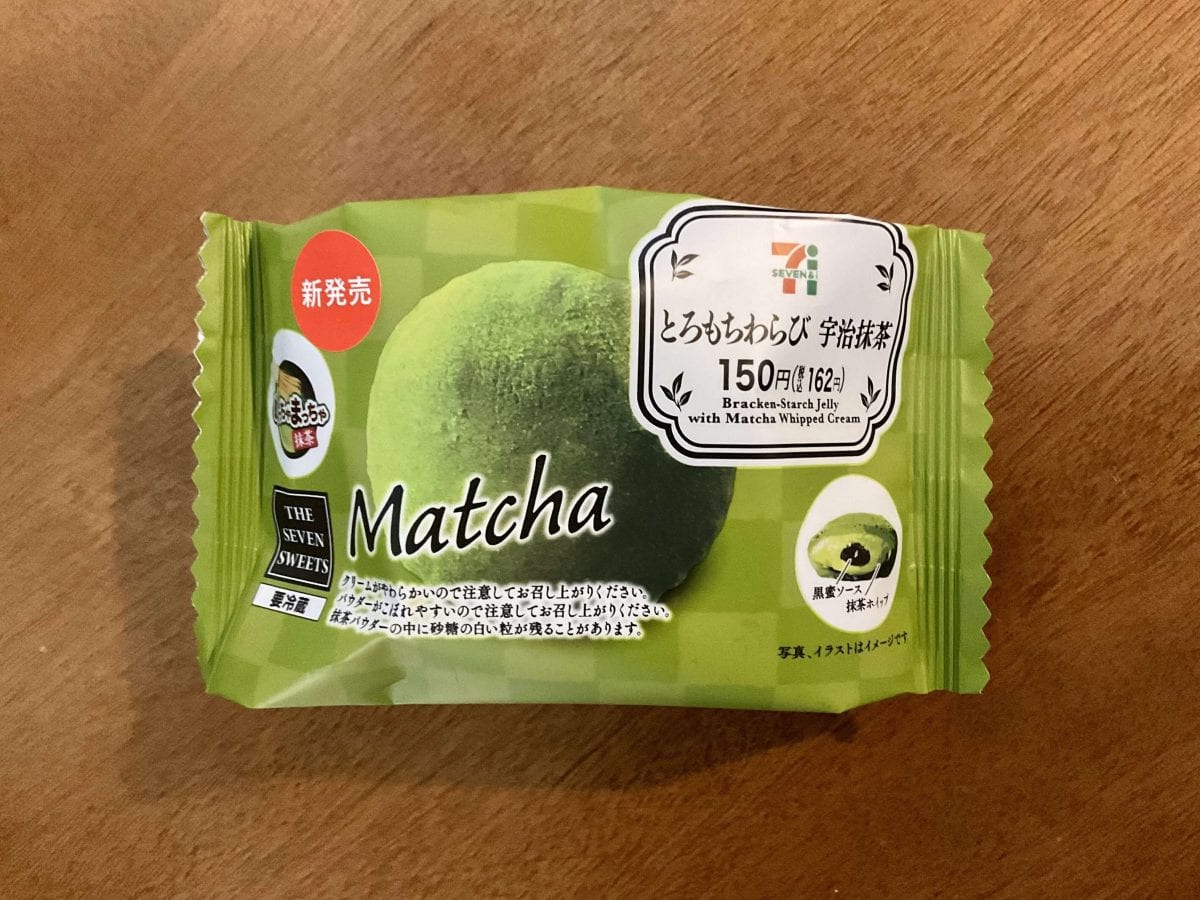 新発売
まっちゃ
抹茶
THE
SEVEN
SWEETS
要冷蔵
Matcha
クリームがやわらかいので注意してお召し上がりください。
パウダーがこぼれやすいので注意してお召し上がりください。
抹茶パウダーの中に砂糖の白い粒が残ることがあります。
7i
SEVEN&i
とろもちわらび 宇治抹茶
150円(税込162円)
Bracken-Starch Jelly
with Matcha Whipped Cream
黒蜜ソース
抹茶ホイップ
写真、イラストはイメージです